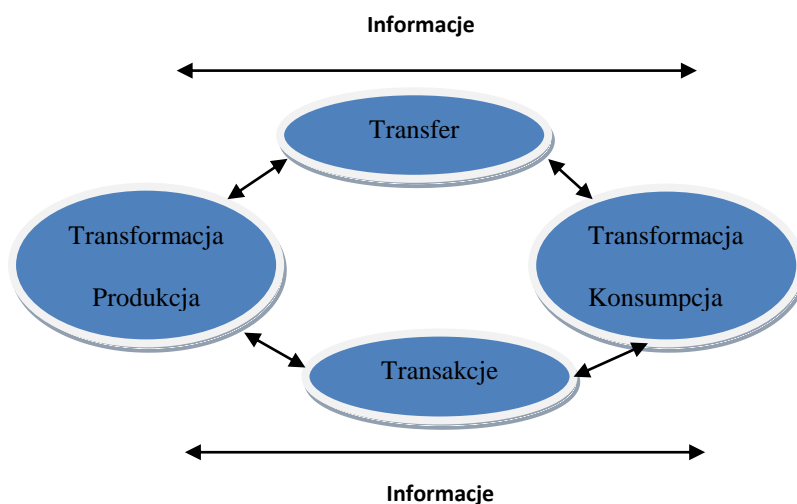 Informacje
Transfer
Transformacja
Produkcja
Transformacja
Konsumpcja
Transakcje
Informacje